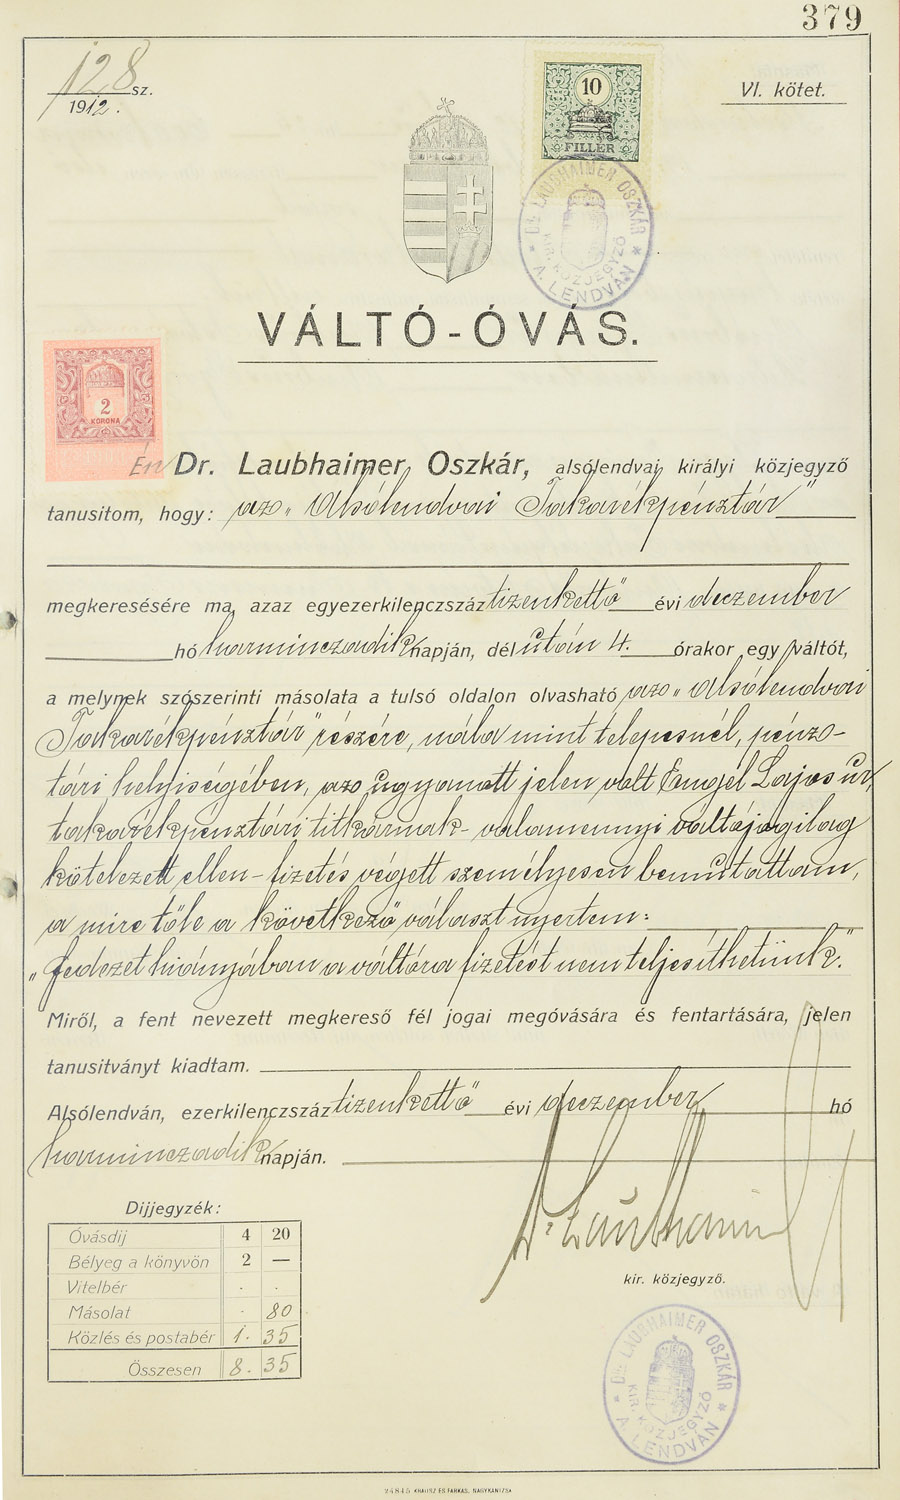 379
128 sz.
1912.
VI. kötet.
10
FILLER
Dr. LAUBHAIMER OSZKÁR
KIR. KÖZJEGYZŐ
A. LENDVÁN
VÁLTÓ-ÓVÁS.
2
KORONA
Én Dr. Laubhaimer Oszkár, alsólendvai királyi közjegyző
tanusitom, hogy: az „Alsólendvai Takarékpénztár"
megkeresésére ma, azaz egyezerkilenczszáz tizenkettő évi deczember
hó harminczadik napján, dél után 4. órakor egy váltót,
a melynek szószerinti másolata a tulsó oldalon olvasható az „Alsólendvai
Takarékpénztár" részére, nála mint telepesnél, pénz-
tári helyiségében, az ugyanott jelen volt Engel Lajos úr,
takarékpénztári titkárnak - valamennyi váltójogilag
kötelezett ellen - fizetés végett személyesen bemutattam,
a mire tőle a következő választ nyertem:
„fedezet hiányában a váltóra fizetést nem teljesíthetünk."
Miről, a fent nevezett megkereső fél jogai megóvására és fentartására, jelen
tanusitványt kiadtam.
Alsólendván, ezerkilenczszáz tizenkettő évi deczember hó
harminczadik napján.
Dr. Laubhaimer
kir. közjegyző.
Dijjegyzék:
Óvásdij 4 20
Bélyeg a könyvön 2 —
Vitelbér . .
Másolat . 80
Közlés és postabér 1. 35
Összesen 8. 35
Dr. LAUBHAIMER OSZKÁR
KIR. KÖZJEGYZŐ
A. LENDVÁN
24845 KRAUSZ ÉS FARKAS, NAGYKANIZSA